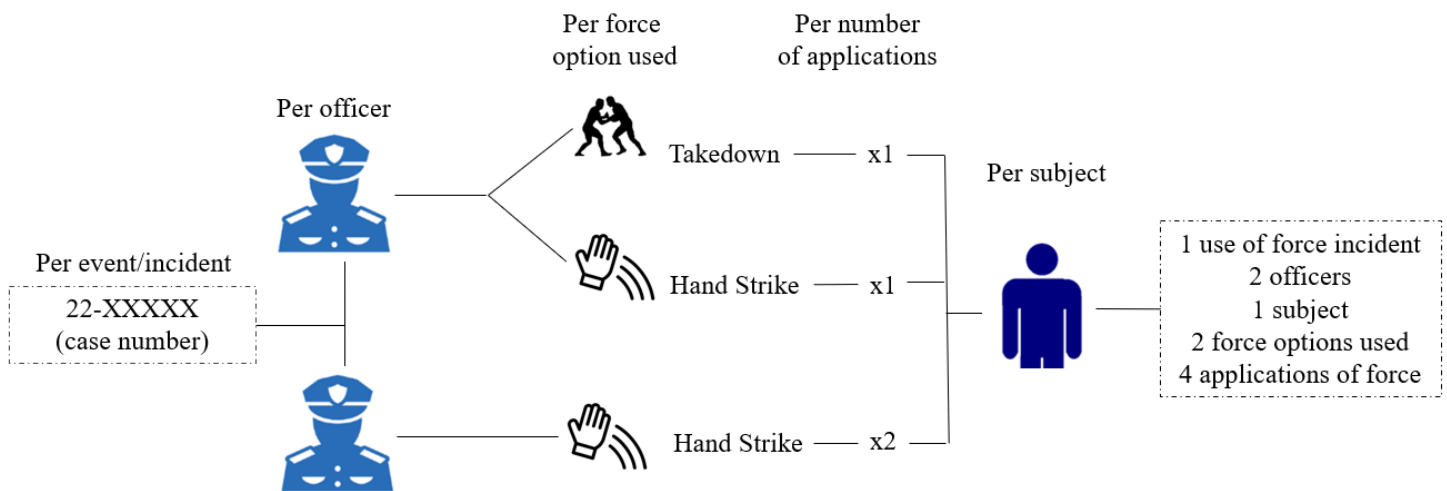 Per force
option used
Per number
of applications
Per officer
Takedown
x1
Per subject
Per event/incident
22-XXXXX
(case number)
Hand Strike
x1
1 use of force incident
2 officers
1 subject
2 force options used
4 applications of force
Hand Strike
x2